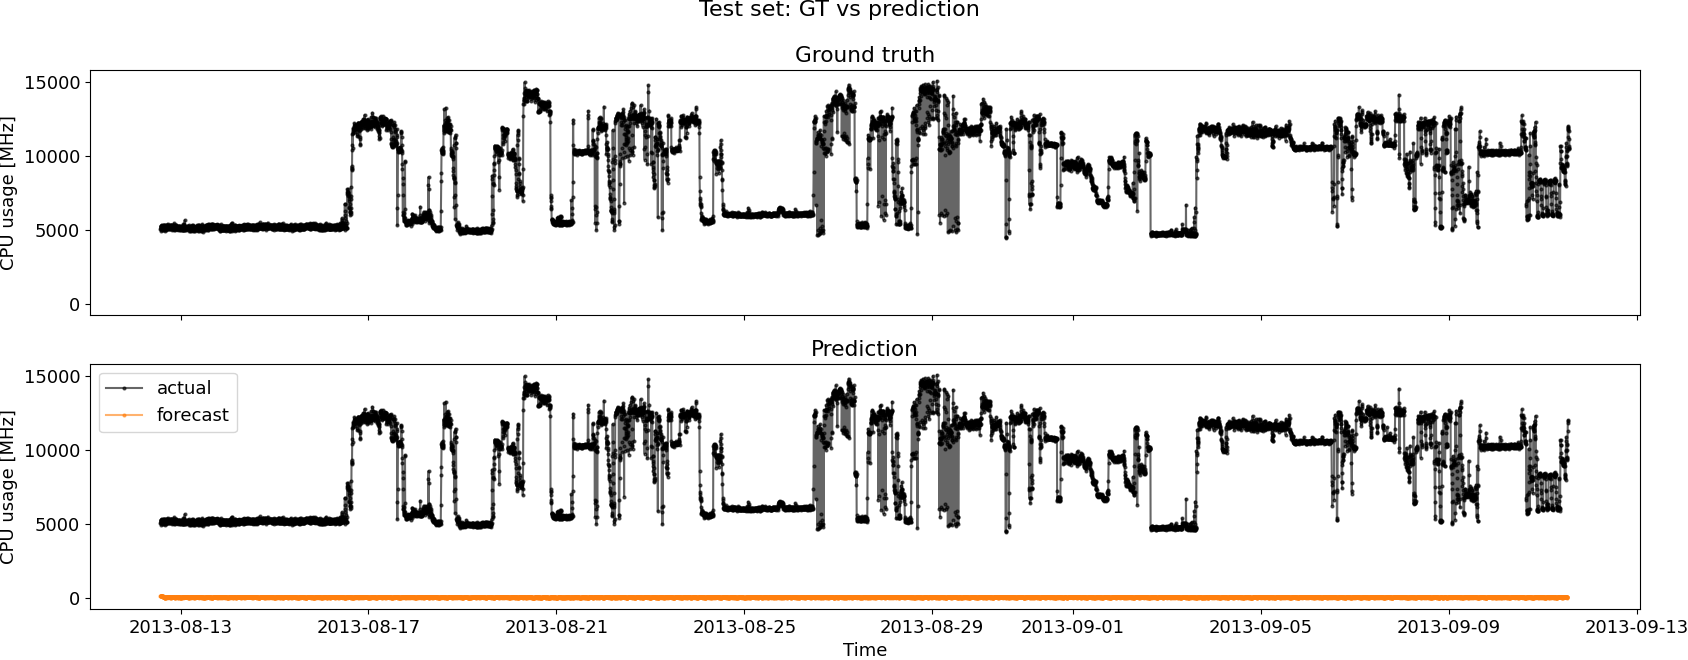 Test set: GT vs prediction
Ground truth
CPU usage [MHz]
15000
10000
5000
0
Prediction
CPU usage [MHz]
15000
10000
5000
0
actual
forecast
2013-08-13 2013-08-17 2013-08-21 2013-08-25 2013-08-29 2013-09-01 2013-09-05 2013-09-09 2013-09-13
Time